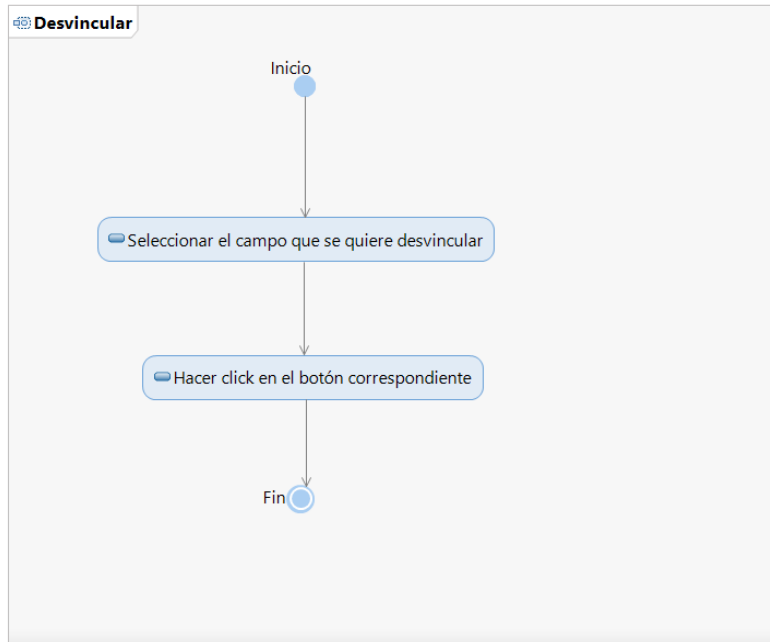 Desvincular
Inicio
Seleccionar el campo que se quiere desvincular
Hacer click en el botón correspondiente
Fin